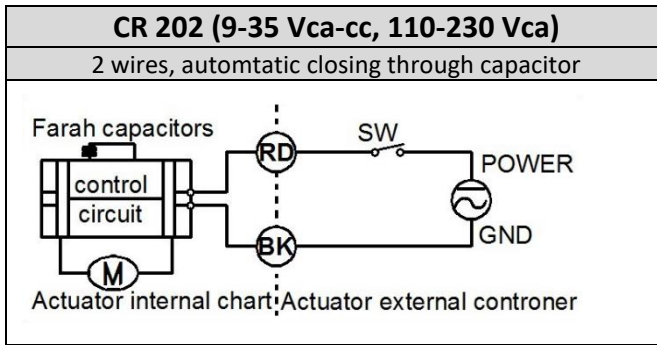 CR 202 (9-35 Vca-cc, 110-230 Vca)
2 wires, automtatic closing through capacitor
Farah capacitors
control
circuit
M
RD
BK
SW
POWER
GND
Actuator internal chart
Actuator external controner